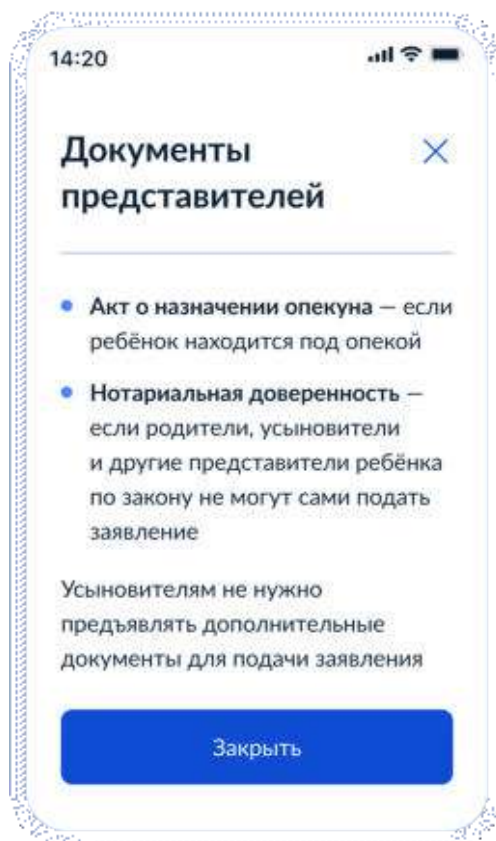 14:20
Документы
представителей
Акт о назначении опекуна — если
ребёнок находится под опекой
Нотариальная доверенность —
если родители, усыновители
и другие представители ребёнка
по закону не могут сами подать
заявление
Усыновителям не нужно
предъявлять дополнительные
документы для подачи заявления
Закрыть